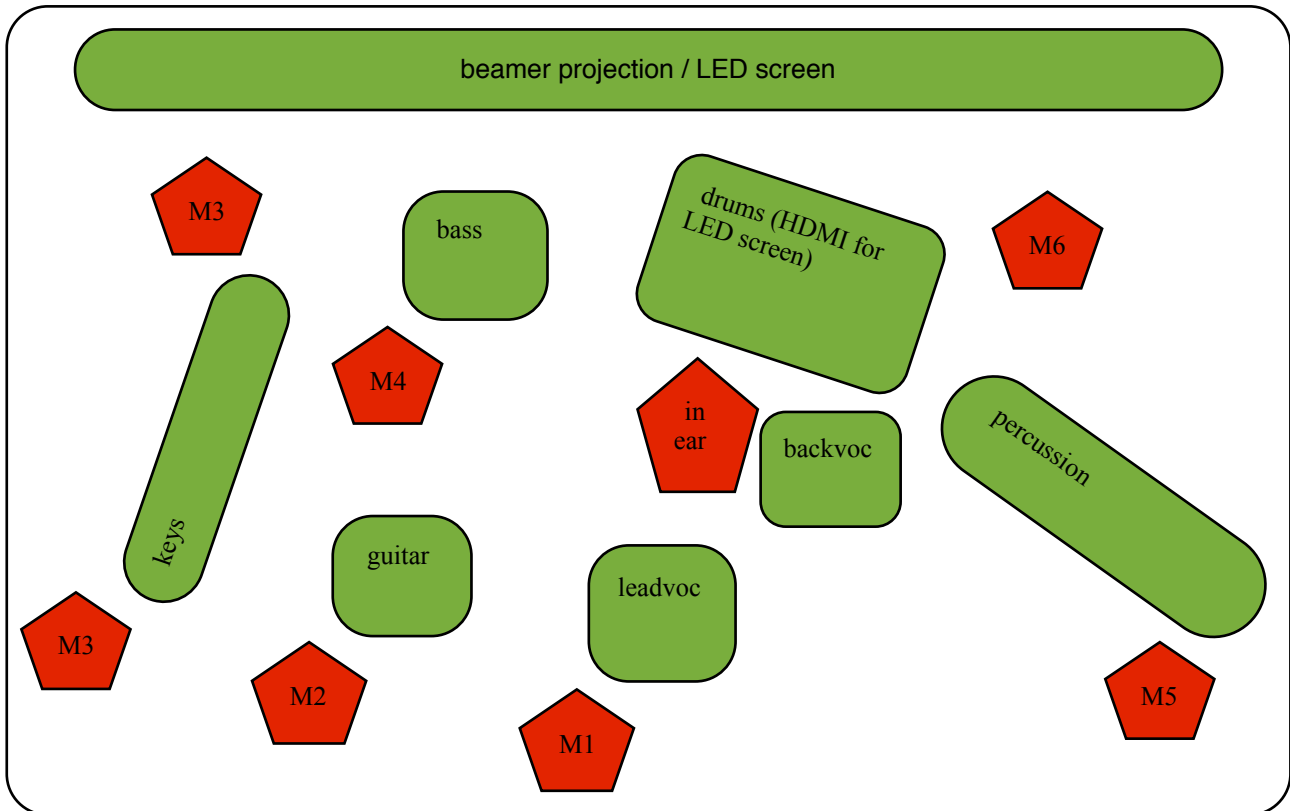 beamer projection / LED screen
M3
bass
drums (HDMI for
LED screen)
M6
M4
in
ear
backvoc
percussion
keys
guitar
leadvoc
M3
M2
M1
M5